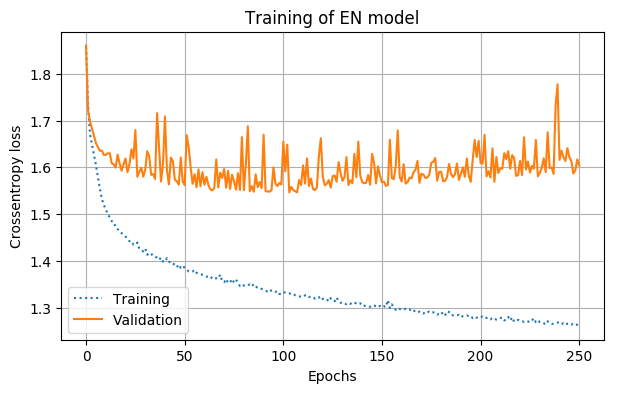 Training of EN model
Crossentropy loss
1.8
1.7
1.6
1.5
1.4
1.3
Training
Validation
0
50
100
150
200
250
Epochs